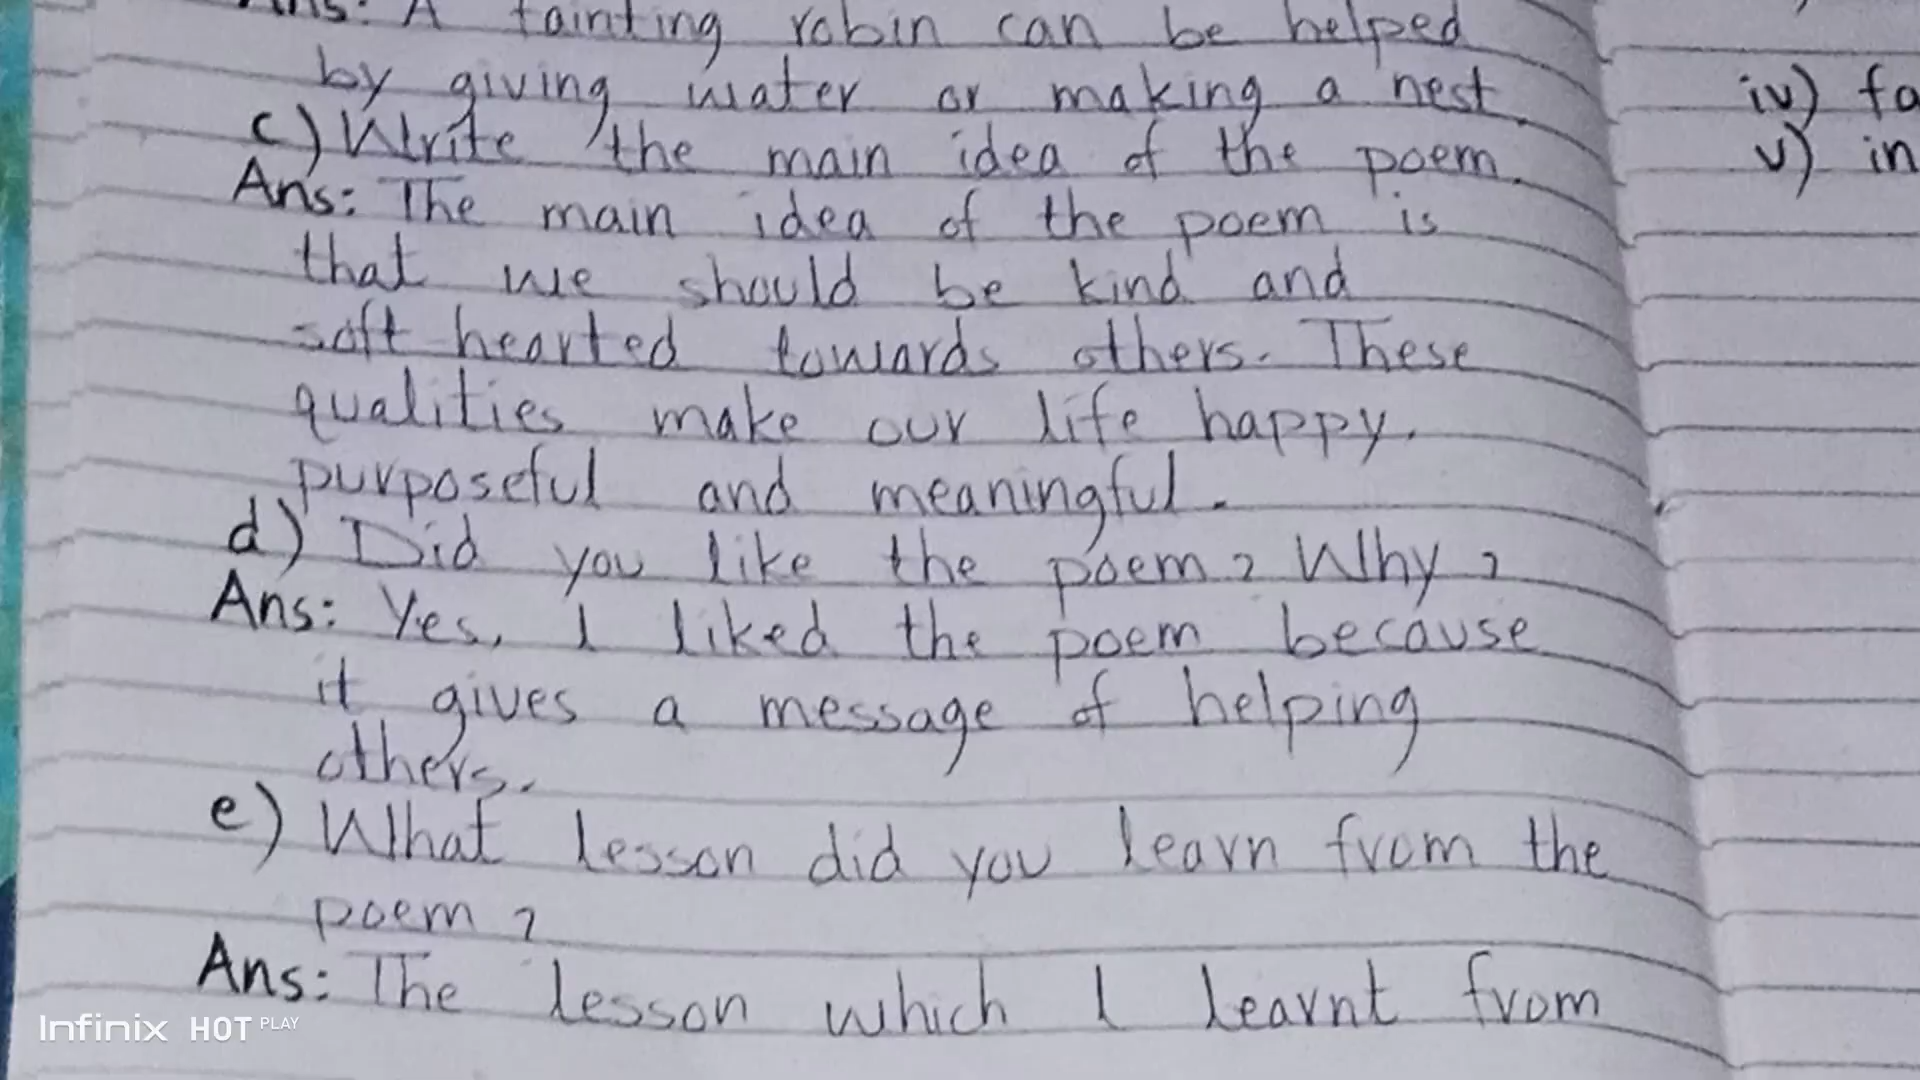 Ans: A fainting robin can be helped
by giving water or making a nest.
c) Write the main idea of the poem.
Ans: The main idea of the poem is
that we should be kind and
soft hearted towards others. These
qualities make our life happy,
purposeful and meaningful.
d) Did you like the poem? Why?
Ans: Yes, I liked the poem because
it gives a message of helping
others.
e) What lesson did you learn from the
poem?
Ans: The lesson which I learnt from
iv) fa
v) in
Infinix HOT PLAY